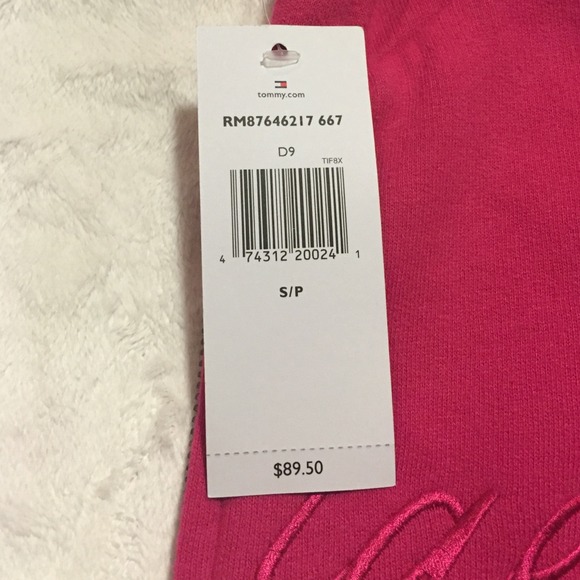 tommy.com
RM87646217 667
D9
TIF8X
4 74312 20024 1
S/P
$89.50